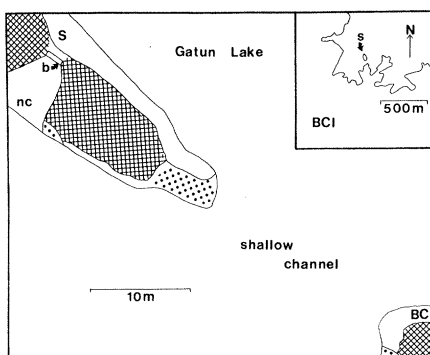 S
Gatun Lake
b
nc
shallow
channel
10m
BC
N
s
500m
BCI